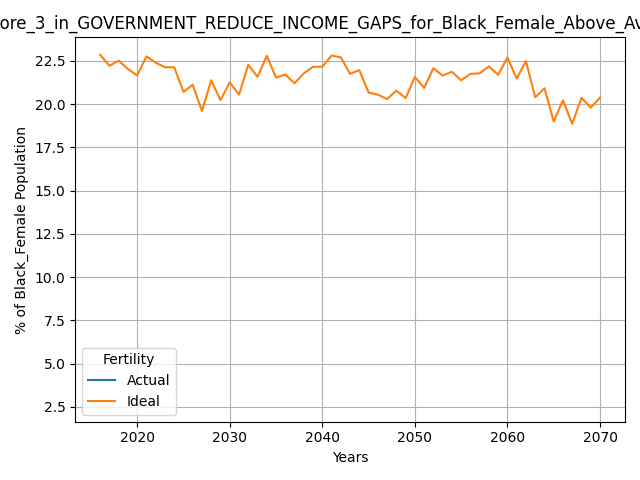 ore_3_in_GOVERNMENT_REDUCE_INCOME_GAPS_for_Black_Female_Above_Av
22.5
20.0
17.5
15.0
12.5
10.0
7.5
5.0
2.5
% of Black_Female Population
Fertility
Actual
Ideal
2020 2030 2040 2050 2060 2070
Years